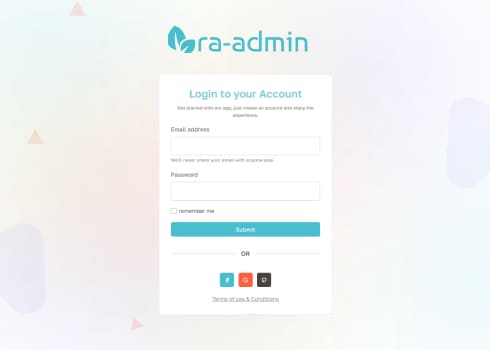 ra-admin
Login to your Account
Get started with our app, just create an account and enjoy the
experience.
Email address
We'll never share your email with anyone else.
Password
remember me
Submit
OR
f
G
Terms of use & Conditions